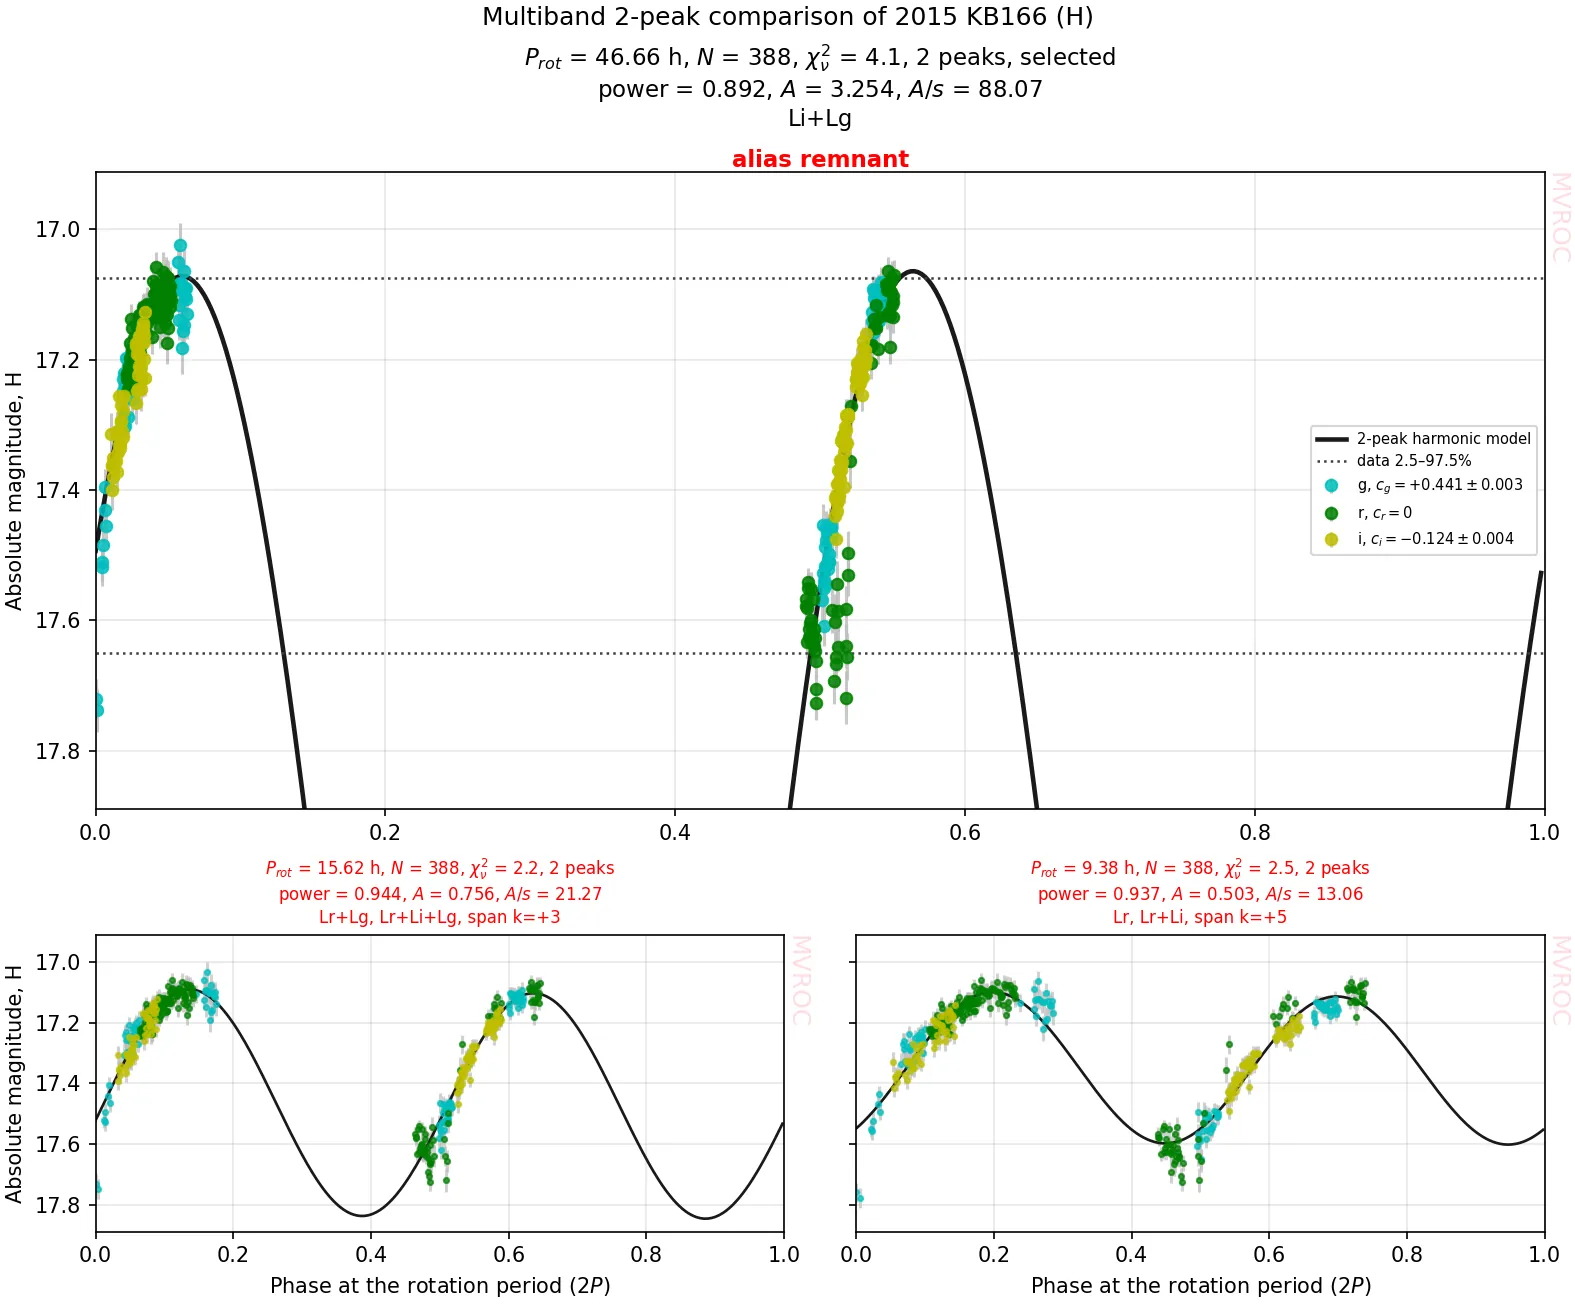 Multiband 2-peak comparison of 2015 KB166 (H)
P_rot = 46.66 h, N = 388, χ²_ν = 4.1, 2 peaks, selected
power = 0.892, A = 3.254, A/s = 88.07
Li+Lg
alias remnant
MVROC
Absolute magnitude, H
17.0
17.2
17.4
17.6
17.8
2-peak harmonic model
data 2.5–97.5%
g, c_g = +0.441 ± 0.003
r, c_r = 0
i, c_i = −0.124 ± 0.004
0.0 0.2 0.4 0.6 0.8 1.0
P_rot = 15.62 h, N = 388, χ²_ν = 2.2, 2 peaks
power = 0.944, A = 0.756, A/s = 21.27
Lr+Lg, Lr+Li+Lg, span k=+3
MVROC
Absolute magnitude, H
17.0
17.2
17.4
17.6
17.8
0.0 0.2 0.4 0.6 0.8 1.0
Phase at the rotation period (2P)
P_rot = 9.38 h, N = 388, χ²_ν = 2.5, 2 peaks
power = 0.937, A = 0.503, A/s = 13.06
Lr, Lr+Li, span k=+5
MVROC
0.0 0.2 0.4 0.6 0.8 1.0
Phase at the rotation period (2P)